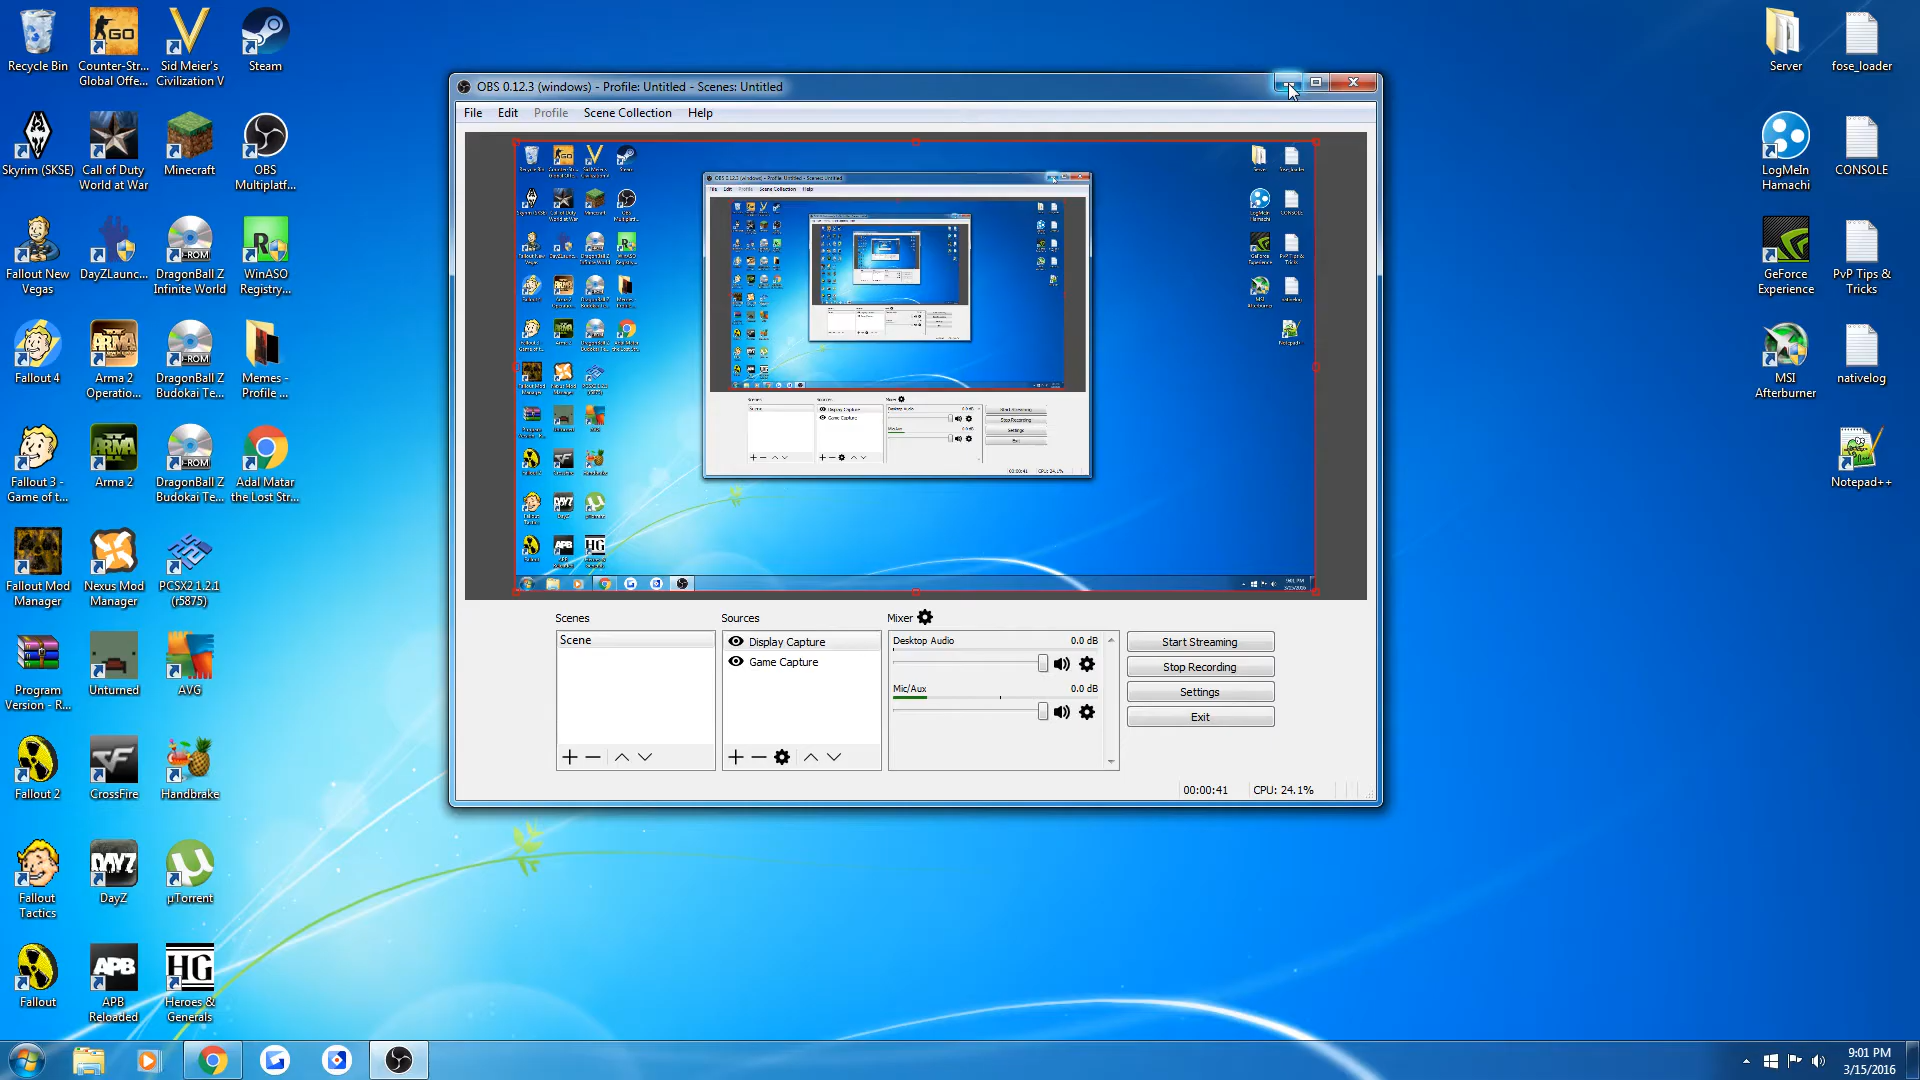 Recycle Bin
Counter-Str...
Global Offe...
Sid Meier's
Civilization V
Steam
Server
fose_loader
OBS 0.12.3 (windows) - Profile: Untitled - Scenes: Untitled
File Edit Profile Scene Collection Help
Skyrim (SKSE)
Call of Duty
World at War
Minecraft
OBS
Multiplatf...
LogMeIn
Hamachi
CONSOLE
Fallout New
Vegas
DayZLaunc...
DragonBall Z
Infinite World
WinASO
Registry...
GeForce
Experience
PvP Tips &
Tricks
Fallout 4
Arma 2
Operatio...
DragonBall Z
Budokai Te...
Memes -
Profile ...
MSI
Afterburner
nativelog
Fallout 3 -
Game of t...
Arma 2
DragonBall Z
Budokai Te...
Adal Matar
the Lost Str...
Notepad++
Fallout Mod
Manager
Nexus Mod
Manager
PCSX2 1.2.1
(r5875)
Scenes
Sources
Mixer
Scene
Display Capture
Game Capture
Desktop Audio 0.0 dB
Mic/Aux 0.0 dB
Start Streaming
Stop Recording
Settings
Exit
00:00:41
CPU: 24.1%
Program
Version - R...
Unturned
AVG
Fallout 2
CrossFire
Handbrake
Fallout
Tactics
DayZ
µTorrent
Fallout
APB
Reloaded
Heroes &
Generals
9:01 PM
3/15/2016